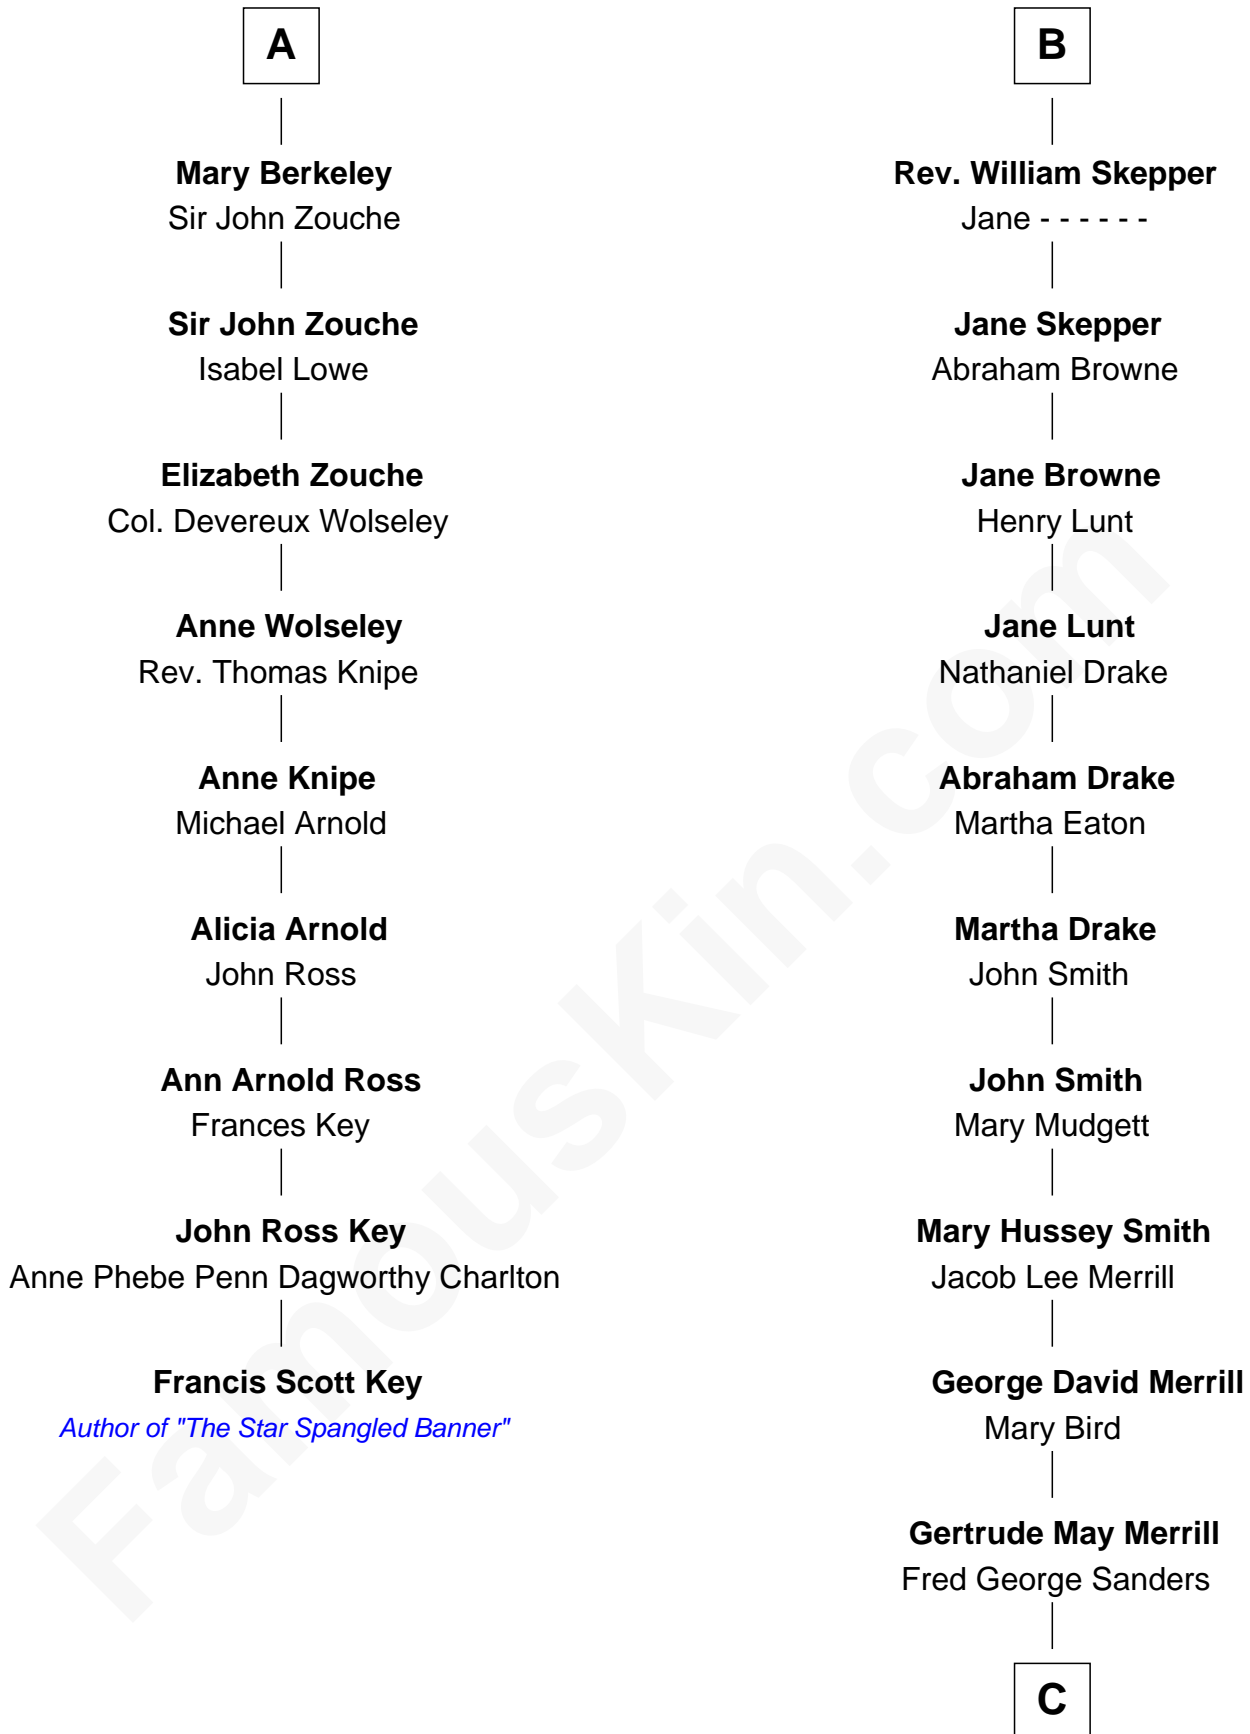 A
Mary Berkeley
Sir John Zouche
Sir John Zouche
Isabel Lowe
Elizabeth Zouche
Col. Devereux Wolseley
Anne Wolseley
Rev. Thomas Knipe
Anne Knipe
Michael Arnold
Alicia Arnold
John Ross
Ann Arnold Ross
Frances Key
John Ross Key
Anne Phebe Penn Dagworthy Charlton
Francis Scott Key
Author of "The Star Spangled Banner"
B
Rev. William Skepper
Jane - - - - - -
Jane Skepper
Abraham Browne
Jane Browne
Henry Lunt
Jane Lunt
Nathaniel Drake
Abraham Drake
Martha Eaton
Martha Drake
John Smith
John Smith
Mary Mudgett
Mary Hussey Smith
Jacob Lee Merrill
George David Merrill
Mary Bird
Gertrude May Merrill
Fred George Sanders
C
FamousKin.com